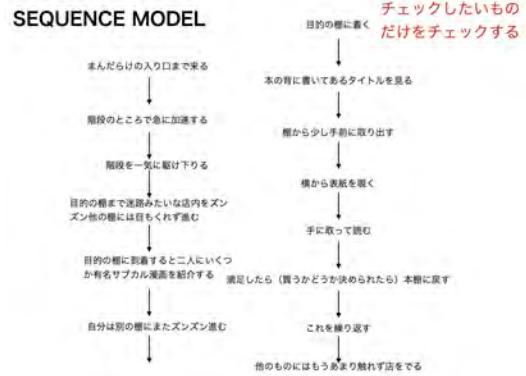 SEQUENCE MODEL
まんだらけの入り口まで来る
階段のところで急に加速する
階段を一気に駆け下りる
目的の棚まで迷路みたいな店内をズン
ズン他の棚には目もくれず進む
目的の棚に到着すると二人にいくつ
か有名サブカル漫画を紹介する
自分は別の棚にまたズンズン進む
目的の棚に着く
チェックしたいもの
だけをチェックする
本の背に書いてあるタイトルを見る
棚から少し手前に取り出す
横から表紙を覗く
手に取って読む
満足したら（買うかどうか決められたら）本棚に戻す
これを繰り返す
他のものにはもうあまり触れず店をでる